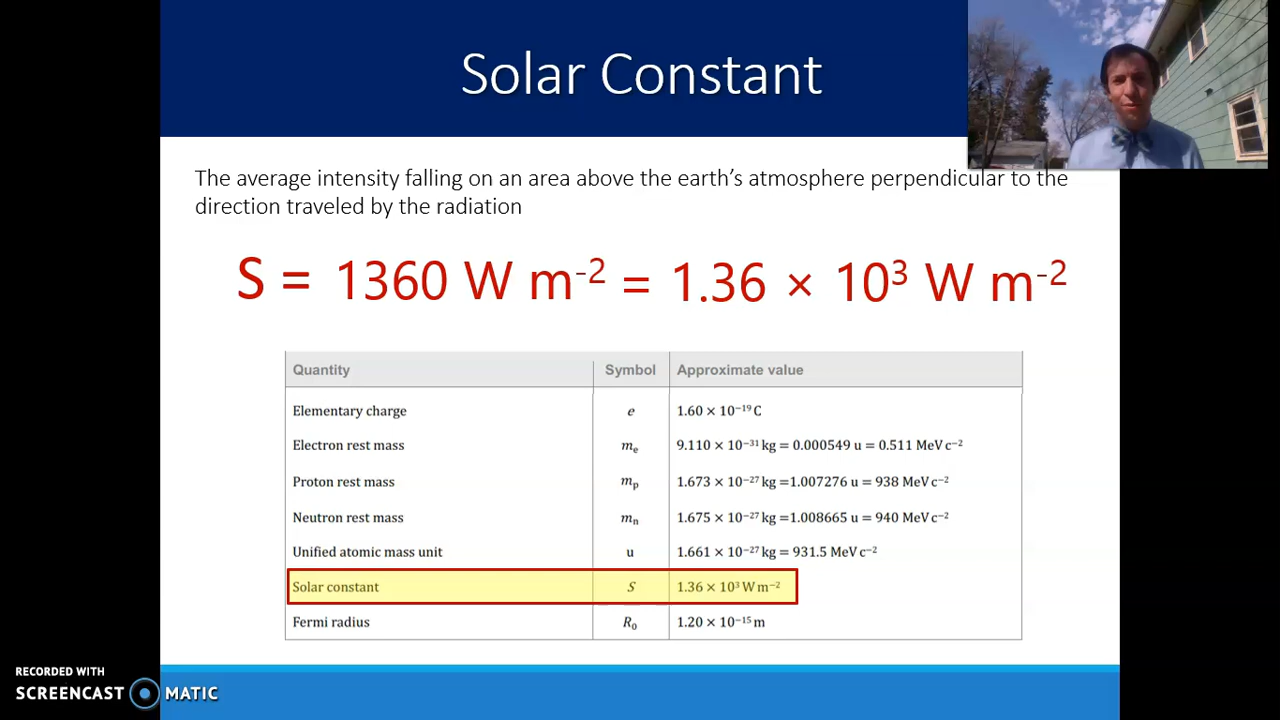 Solar Constant
The average intensity falling on an area above the earth's atmosphere perpendicular to the
direction traveled by the radiation
S = 1360 W m⁻² = 1.36 × 10³ W m⁻²
Quantity Symbol Approximate value
Elementary charge e 1.60 × 10⁻¹⁹ C
Electron rest mass mₑ 9.110 × 10⁻³¹ kg = 0.000549 u = 0.511 MeV c⁻²
Proton rest mass mₚ 1.673 × 10⁻²⁷ kg =1.007276 u = 938 MeV c⁻²
Neutron rest mass mₙ 1.675 × 10⁻²⁷ kg =1.008665 u = 940 MeV c⁻²
Unified atomic mass unit u 1.661 × 10⁻²⁷ kg = 931.5 MeV c⁻²
Solar constant S 1.36 × 10³ W m⁻²
Fermi radius R₀ 1.20 × 10⁻¹⁵ m
RECORDED WITH
SCREENCAST MATIC